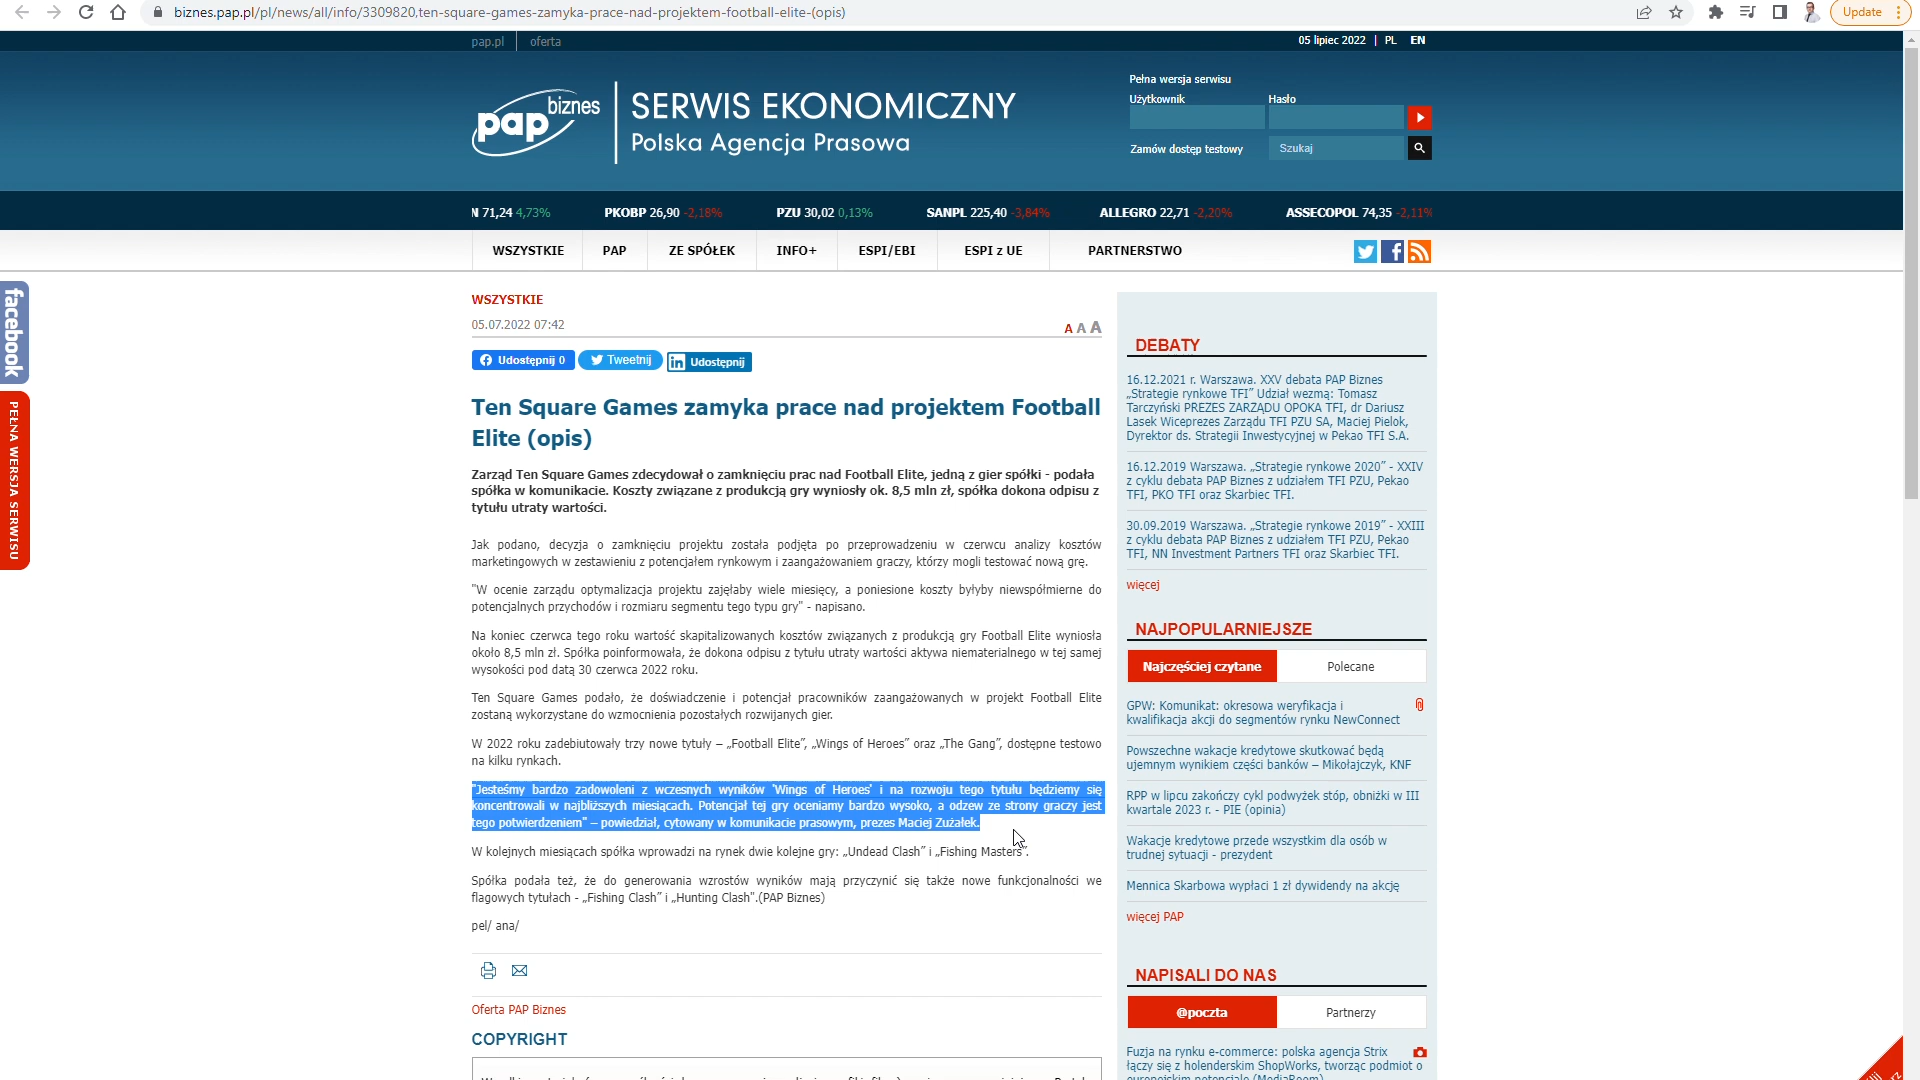 biznes.pap.pl/pl/news/all/info/3309820,ten-square-games-zamyka-prace-nad-projektem-football-elite-(opis)
Update
pap.pl
oferta
05 lipiec 2022 | PL EN
pap biznes
SERWIS EKONOMICZNY
Polska Agencja Prasowa
Pełna wersja serwisu
Użytkownik
Hasło
Zamów dostęp testowy
Szukaj
N 71,24 4,73% PKOBP 26,90 -2,18% PZU 30,02 0,13% SANPL 225,40 -3,84% ALLEGRO 22,71 -2,20% ASSECOPOL 74,35 -2,11%
WSZYSTKIE PAP ZE SPÓŁEK INFO+ ESPI/EBI ESPI z UE PARTNERSTWO
facebook
PEŁNA WERSJA SERWISU
WSZYSTKIE
05.07.2022 07:42
A A A
Udostępnij 0
Tweetnij
Udostępnij
Ten Square Games zamyka prace nad projektem Football
Elite (opis)
Zarząd Ten Square Games zdecydował o zamknięciu prac nad Football Elite, jedną z gier spółki - podała
spółka w komunikacie. Koszty związane z produkcją gry wyniosły ok. 8,5 mln zł, spółka dokona odpisu z
tytułu utraty wartości.
Jak podano, decyzja o zamknięciu projektu została podjęta po przeprowadzeniu w czerwcu analizy kosztów
marketingowych w zestawieniu z potencjałem rynkowym i zaangażowaniem graczy, którzy mogli testować nową grę.
"W ocenie zarządu optymalizacja projektu zajęłaby wiele miesięcy, a poniesione koszty byłyby niewspółmierne do
potencjalnych przychodów i rozmiaru segmentu tego typu gry" - napisano.
Na koniec czerwca tego roku wartość skapitalizowanych kosztów związanych z produkcją gry Football Elite wyniosła
około 8,5 mln zł. Spółka poinformowała, że dokona odpisu z tytułu utraty wartości aktywa niematerialnego w tej samej
wysokości pod datą 30 czerwca 2022 roku.
Ten Square Games podało, że doświadczenie i potencjał pracowników zaangażowanych w projekt Football Elite
zostaną wykorzystane do wzmocnienia pozostałych rozwijanych gier.
W 2022 roku zadebiutowały trzy nowe tytuły – „Football Elite”, „Wings of Heroes” oraz „The Gang”, dostępne testowo
na kilku rynkach.
"Jesteśmy bardzo zadowoleni z wczesnych wyników 'Wings of Heroes' i na rozwoju tego tytułu będziemy się
koncentrowali w najbliższych miesiącach. Potencjał tej gry oceniamy bardzo wysoko, a odzew ze strony graczy jest
tego potwierdzeniem" – powiedział, cytowany w komunikacie prasowym, prezes Maciej Zużałek.
W kolejnych miesiącach spółka wprowadzi na rynek dwie kolejne gry: „Undead Clash” i „Fishing Masters”.
Spółka podała też, że do generowania wzrostów wyników mają przyczynić się także nowe funkcjonalności we
flagowych tytułach - „Fishing Clash” i „Hunting Clash”.(PAP Biznes)
pel/ ana/
Oferta PAP Biznes
COPYRIGHT
DEBATY
16.12.2021 r. Warszawa. XXV debata PAP Biznes
„Strategie rynkowe TFI” Udział wezmą: Tomasz
Tarczyński PREZES ZARZĄDU OPOKA TFI, dr Dariusz
Lasek Wiceprezes Zarządu TFI PZU SA, Maciej Pielok,
Dyrektor ds. Strategii Inwestycyjnej w Pekao TFI S.A.
16.12.2019 Warszawa. „Strategie rynkowe 2020” - XXIV
z cyklu debata PAP Biznes z udziałem TFI PZU, Pekao
TFI, PKO TFI oraz Skarbiec TFI.
30.09.2019 Warszawa. „Strategie rynkowe 2019” - XXIII
z cyklu debata PAP Biznes z udziałem TFI PZU, Pekao
TFI, NN Investment Partners TFI oraz Skarbiec TFI.
więcej
NAJPOPULARNIEJSZE
Najczęściej czytane
Polecane
GPW: Komunikat: okresowa weryfikacja i
kwalifikacja akcji do segmentów rynku NewConnect
Powszechne wakacje kredytowe skutkować będą
ujemnym wynikiem części banków – Mikołajczyk, KNF
RPP w lipcu zakończy cykl podwyżek stóp, obniżki w III
kwartale 2023 r. - PIE (opinia)
Wakacje kredytowe przede wszystkim dla osób w
trudnej sytuacji - prezydent
Mennica Skarbowa wypłaci 1 zł dywidendy na akcję
więcej PAP
NAPISALI DO NAS
@poczta
Partnerzy
Fuzja na rynku e-commerce: polska agencja Strix
łączy się z holenderskim ShopWorks, tworząc podmiot o
europejskim potencjale (MediaRoom)